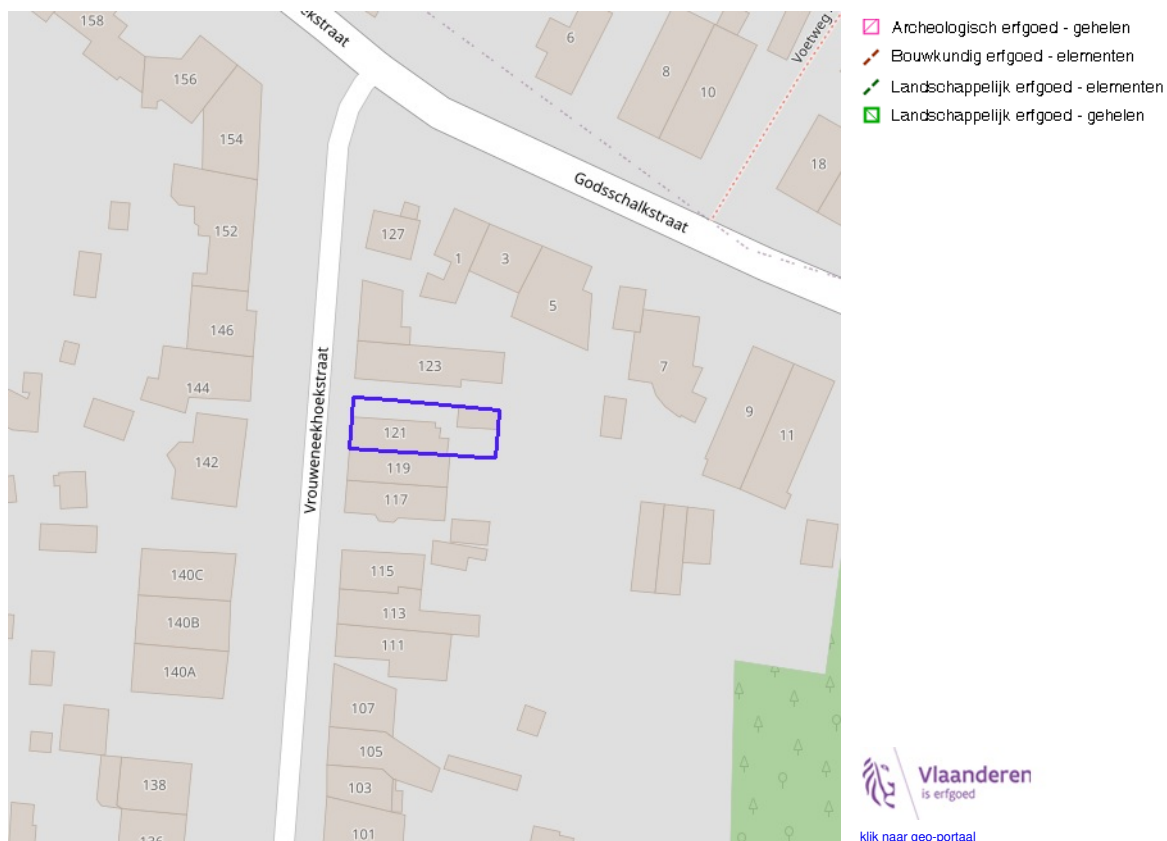 158
ekstraat
6
Voetweg
156
8
10
154
18
Godsschalkstraat
152
127
1
3
5
146
123
7
144
Vrouweneekhoekstraat
9
11
121
142
119
117
140C
115
113
140B
111
140A
107
105
138
103
101
136
Archeologisch erfgoed - gehelen
Bouwkundig erfgoed - elementen
Landschappelijk erfgoed - elementen
Landschappelijk erfgoed - gehelen
Vlaanderen
is erfgoed
klik naar geo-portaal